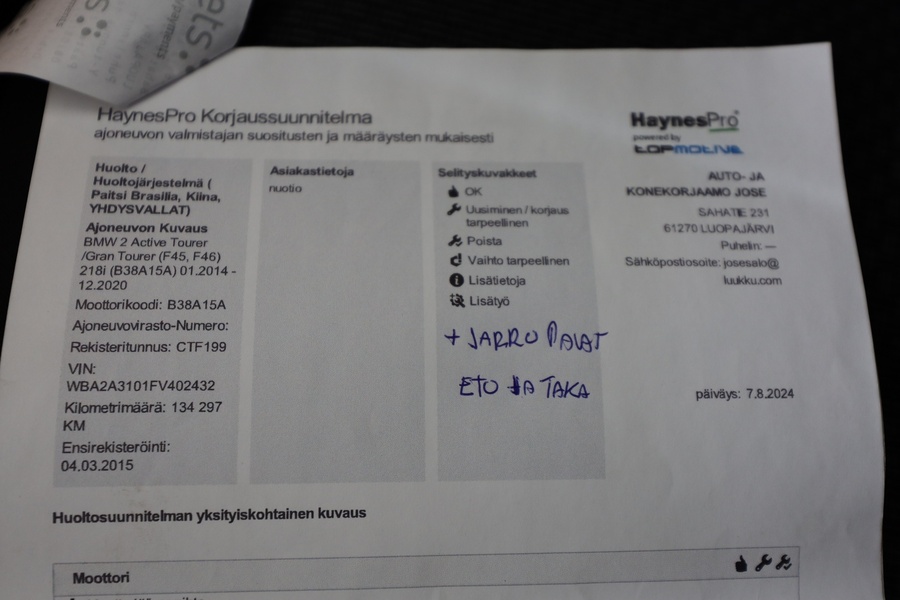 HaynesPro Korjaussuunnitelma
ajoneuvon valmistajan suositusten ja määräysten mukaisesti
HaynesPro
powered by
TOPMOTIVE
Huolto /
Huoltojärjestelmä (
Paitsi Brasilia, Kiina,
YHDYSVALLAT)
Ajoneuvon Kuvaus
BMW 2 Active Tourer
/Gran Tourer (F45, F46)
218i (B38A15A) 01.2014 -
12.2020
Moottorikoodi: B38A15A
Ajoneuvovirasto-Numero:
Rekisteritunnus: CTF199
VIN:
WBA2A3101FV402432
Kilometrimäärä: 134 297
KM
Ensirekisteröinti:
04.03.2015
Asiakastietoja
nuotio
Selityskuvakkeet
OK
Uusiminen / korjaus
tarpeellinen
Poista
Vaihto tarpeellinen
Lisätietoja
Lisätyö
+ JARRU PALAT
ETU JA TAKA
AUTO- JA
KONEKORJAAMO JOSE
SAHATIE 231
61270 LUOPAJÄRVI
Puhelin: —
Sähköpostiosoite: josesalo@
luukku.com
päiväys: 7.8.2024
Huoltosuunnitelman yksityiskohtainen kuvaus
Moottori